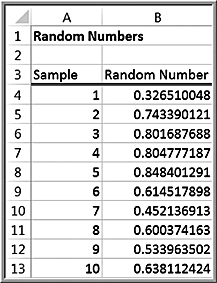 A B
1 Random Numbers
2
3 Sample Random Number
4 1 0.326510048
5 2 0.743390121
6 3 0.801687688
7 4 0.804777187
8 5 0.848401291
9 6 0.614517898
10 7 0.452136913
11 8 0.600374163
12 9 0.533963502
13 10 0.638112424